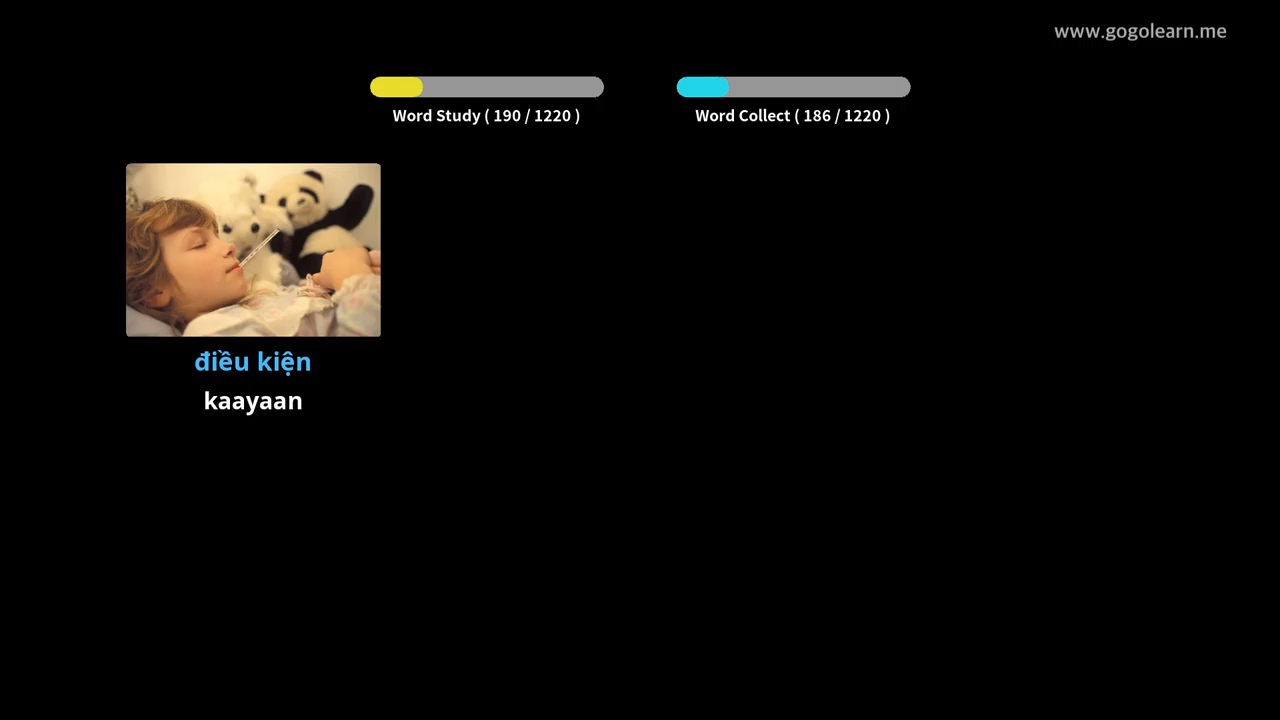 www.gogolearn.me
Word Study ( 190 / 1220 )
Word Collect ( 186 / 1220 )
điều kiện
kaayaan